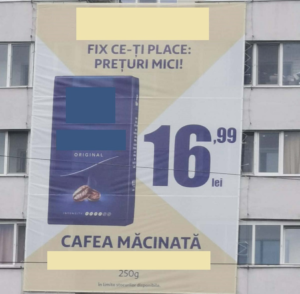 FIX CE-ȚI PLACE:
PREȚURI MICI!
ORIGINAL
16,99
lei
CAFEA MĂCINATĂ
250g